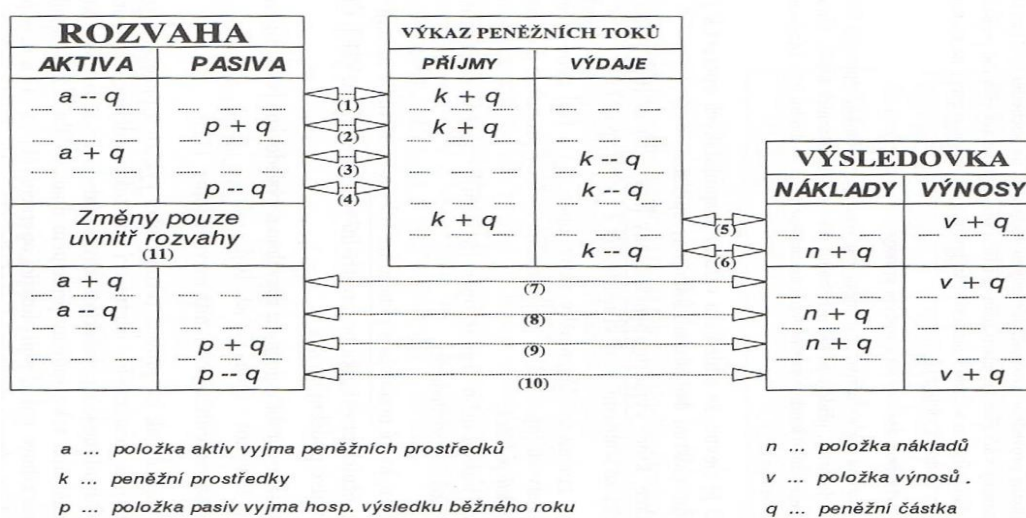 ROZVAHA
VÝKAZ PENĚŽNÍCH TOKŮ
AKTIVA PASIVA
PŘÍJMY VÝDAJE
a -- q (1) k + q
p + q (2) k + q
a + q (3) k -- q
VÝSLEDOVKA
p -- q (4) k -- q
NÁKLADY VÝNOSY
Změny pouze
uvnitř rozvahy
(11)
k + q (5) v + q
k -- q (6) n + q
a + q (7) v + q
a -- q (8) n + q
p + q (9) n + q
p -- q (10) v + q
a ... položka aktiv vyjma peněžních prostředků
n ... položka nákladů
k ... peněžní prostředky
v ... položka výnosů .
p ... položka pasiv vyjma hosp. výsledku běžného roku
q ... peněžní částka